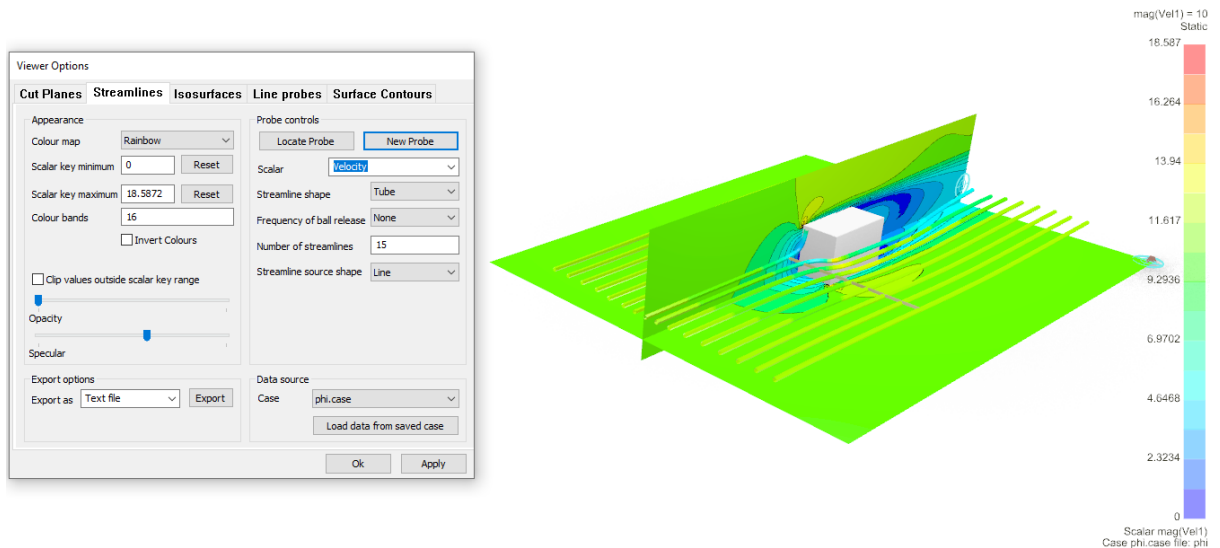 Viewer Options
Cut Planes Streamlines Isosurfaces Line probes Surface Contours
Appearance
Colour map Rainbow
Scalar key minimum 0 Reset
Scalar key maximum 18.5872 Reset
Colour bands 16
Invert Colours
Clip values outside scalar key range
Opacity
Specular
Probe controls
Locate Probe New Probe
Scalar Velocity
Streamline shape Tube
Frequency of ball release None
Number of streamlines 15
Streamline source shape Line
Export options
Export as Text file Export
Data source
Case phi.case
Load data from saved case
Ok Apply
mag(Vel1) = 10
Static
18.587
16.264
13.94
11.617
9.2936
6.9702
4.6468
2.3234
0
Scalar mag(Vel1)
Case phi.case file: phi